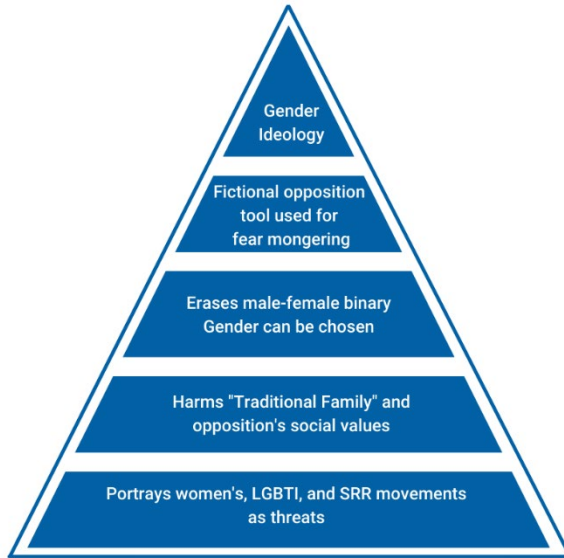 Gender
Ideology
Fictional opposition
tool used for
fear mongering
Erases male-female binary
Gender can be chosen
Harms "Traditional Family" and
opposition's social values
Portrays women's, LGBTI, and SRR movements
as threats